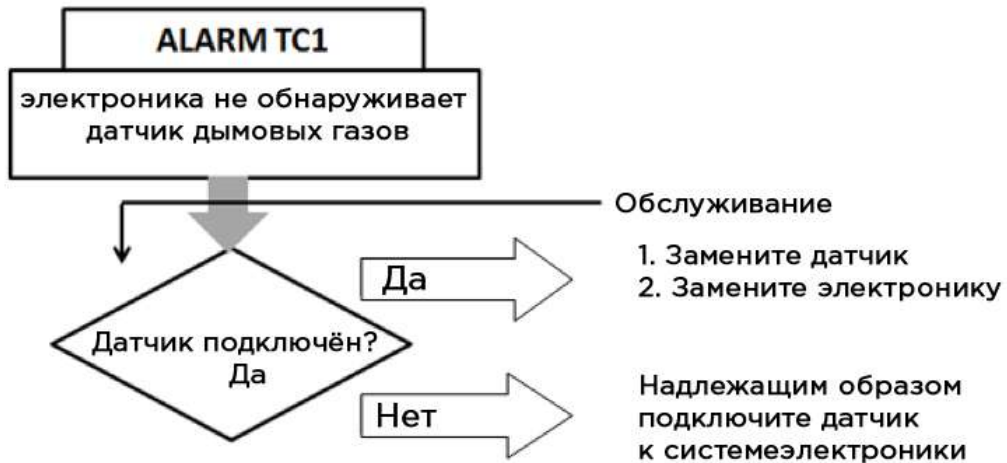 ALARM TC1
электроника не обнаруживает
датчик дымовых газов
Обслуживание
Да
1. Замените датчик
2. Замените электронику
Датчик подключён?
Да
Нет
Надлежащим образом
подключите датчик
к системеэлектроники